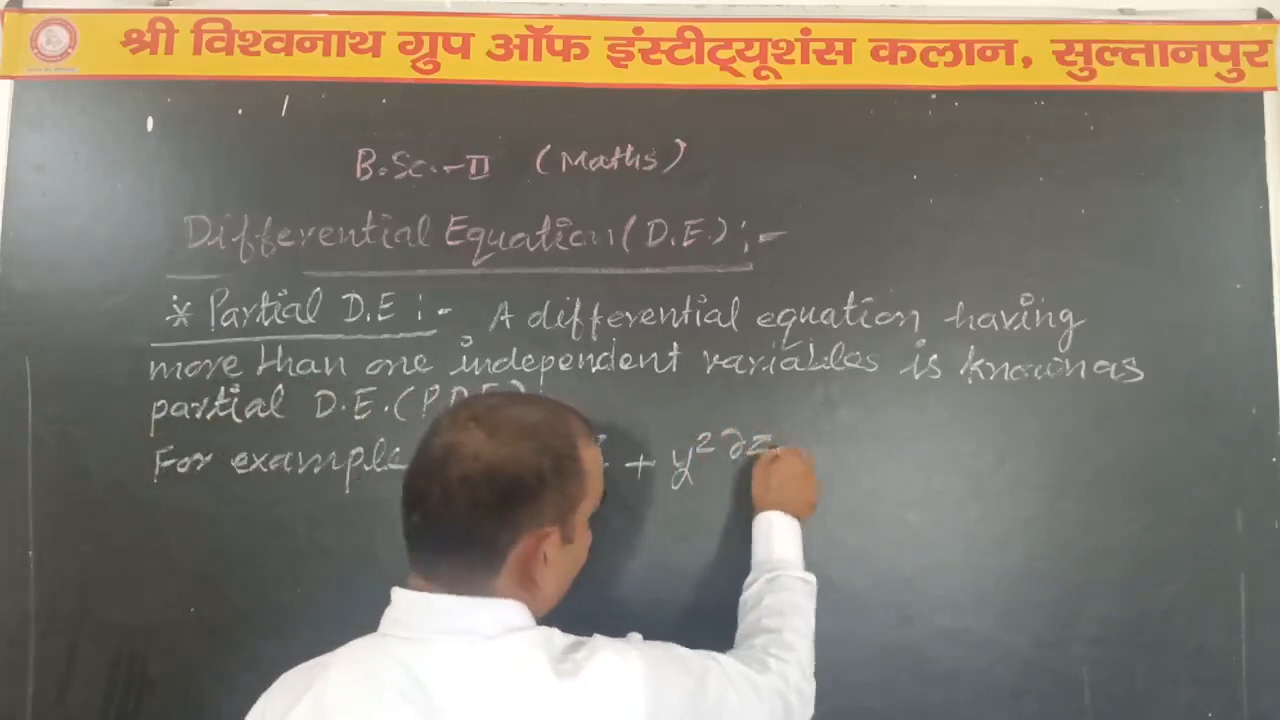 श्री विश्वनाथ ग्रुप ऑफ इंस्टीट्यूशंस कलान, सुल्तानपुर
B.Sc.-II (Maths)
Differential Equation (D.E.):-
* Partial D.E :- A differential equation having
more than one independent variables is known as
partial D.E. (P.D.E)
For example + y² ∂z